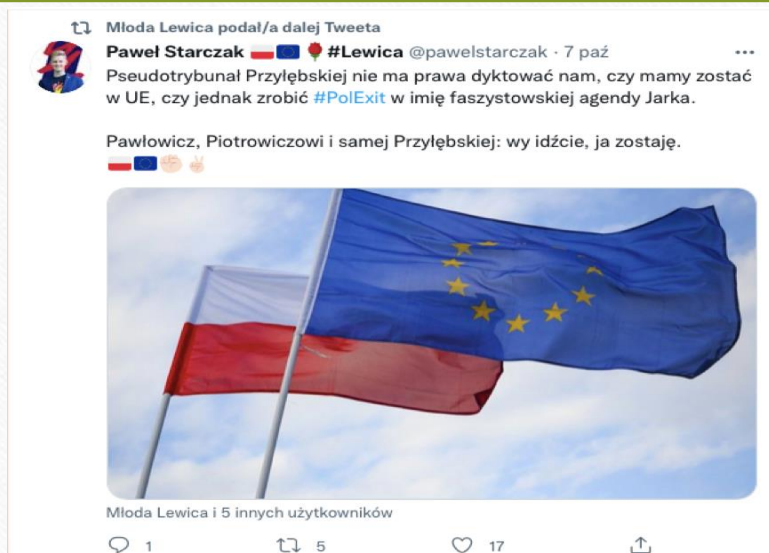 Młoda Lewica podał/a dalej Tweeta
Paweł Starczak 🇵🇱🇪🇺🌹#Lewica @pawelstarczak · 7 paź
Pseudotrybunał Przylębskiej nie ma prawa dyktować nam, czy mamy zostać
w UE, czy jednak zrobić #PolExit w imię faszystowskiej agendy Jarka.
Pawłowicz, Piotrowiczowi i samej Przyłębskiej: wy idźcie, ja zostaję.
🇵🇱🇪🇺✊🏻✌🏻
Młoda Lewica i 5 innych użytkowników
1 5 17